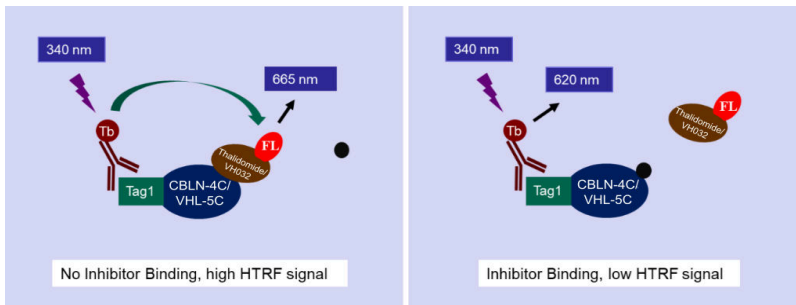 340 nm
665 nm
Tb
FL
Thalidomide/
VH032
Tag1
CBLN-4C/
VHL-5C
No Inhibitor Binding, high HTRF signal
340 nm
620 nm
Tb
FL
Thalidomide/
VH032
Tag1
CBLN-4C/
VHL-5C
Inhibitor Binding, low HTRF signal